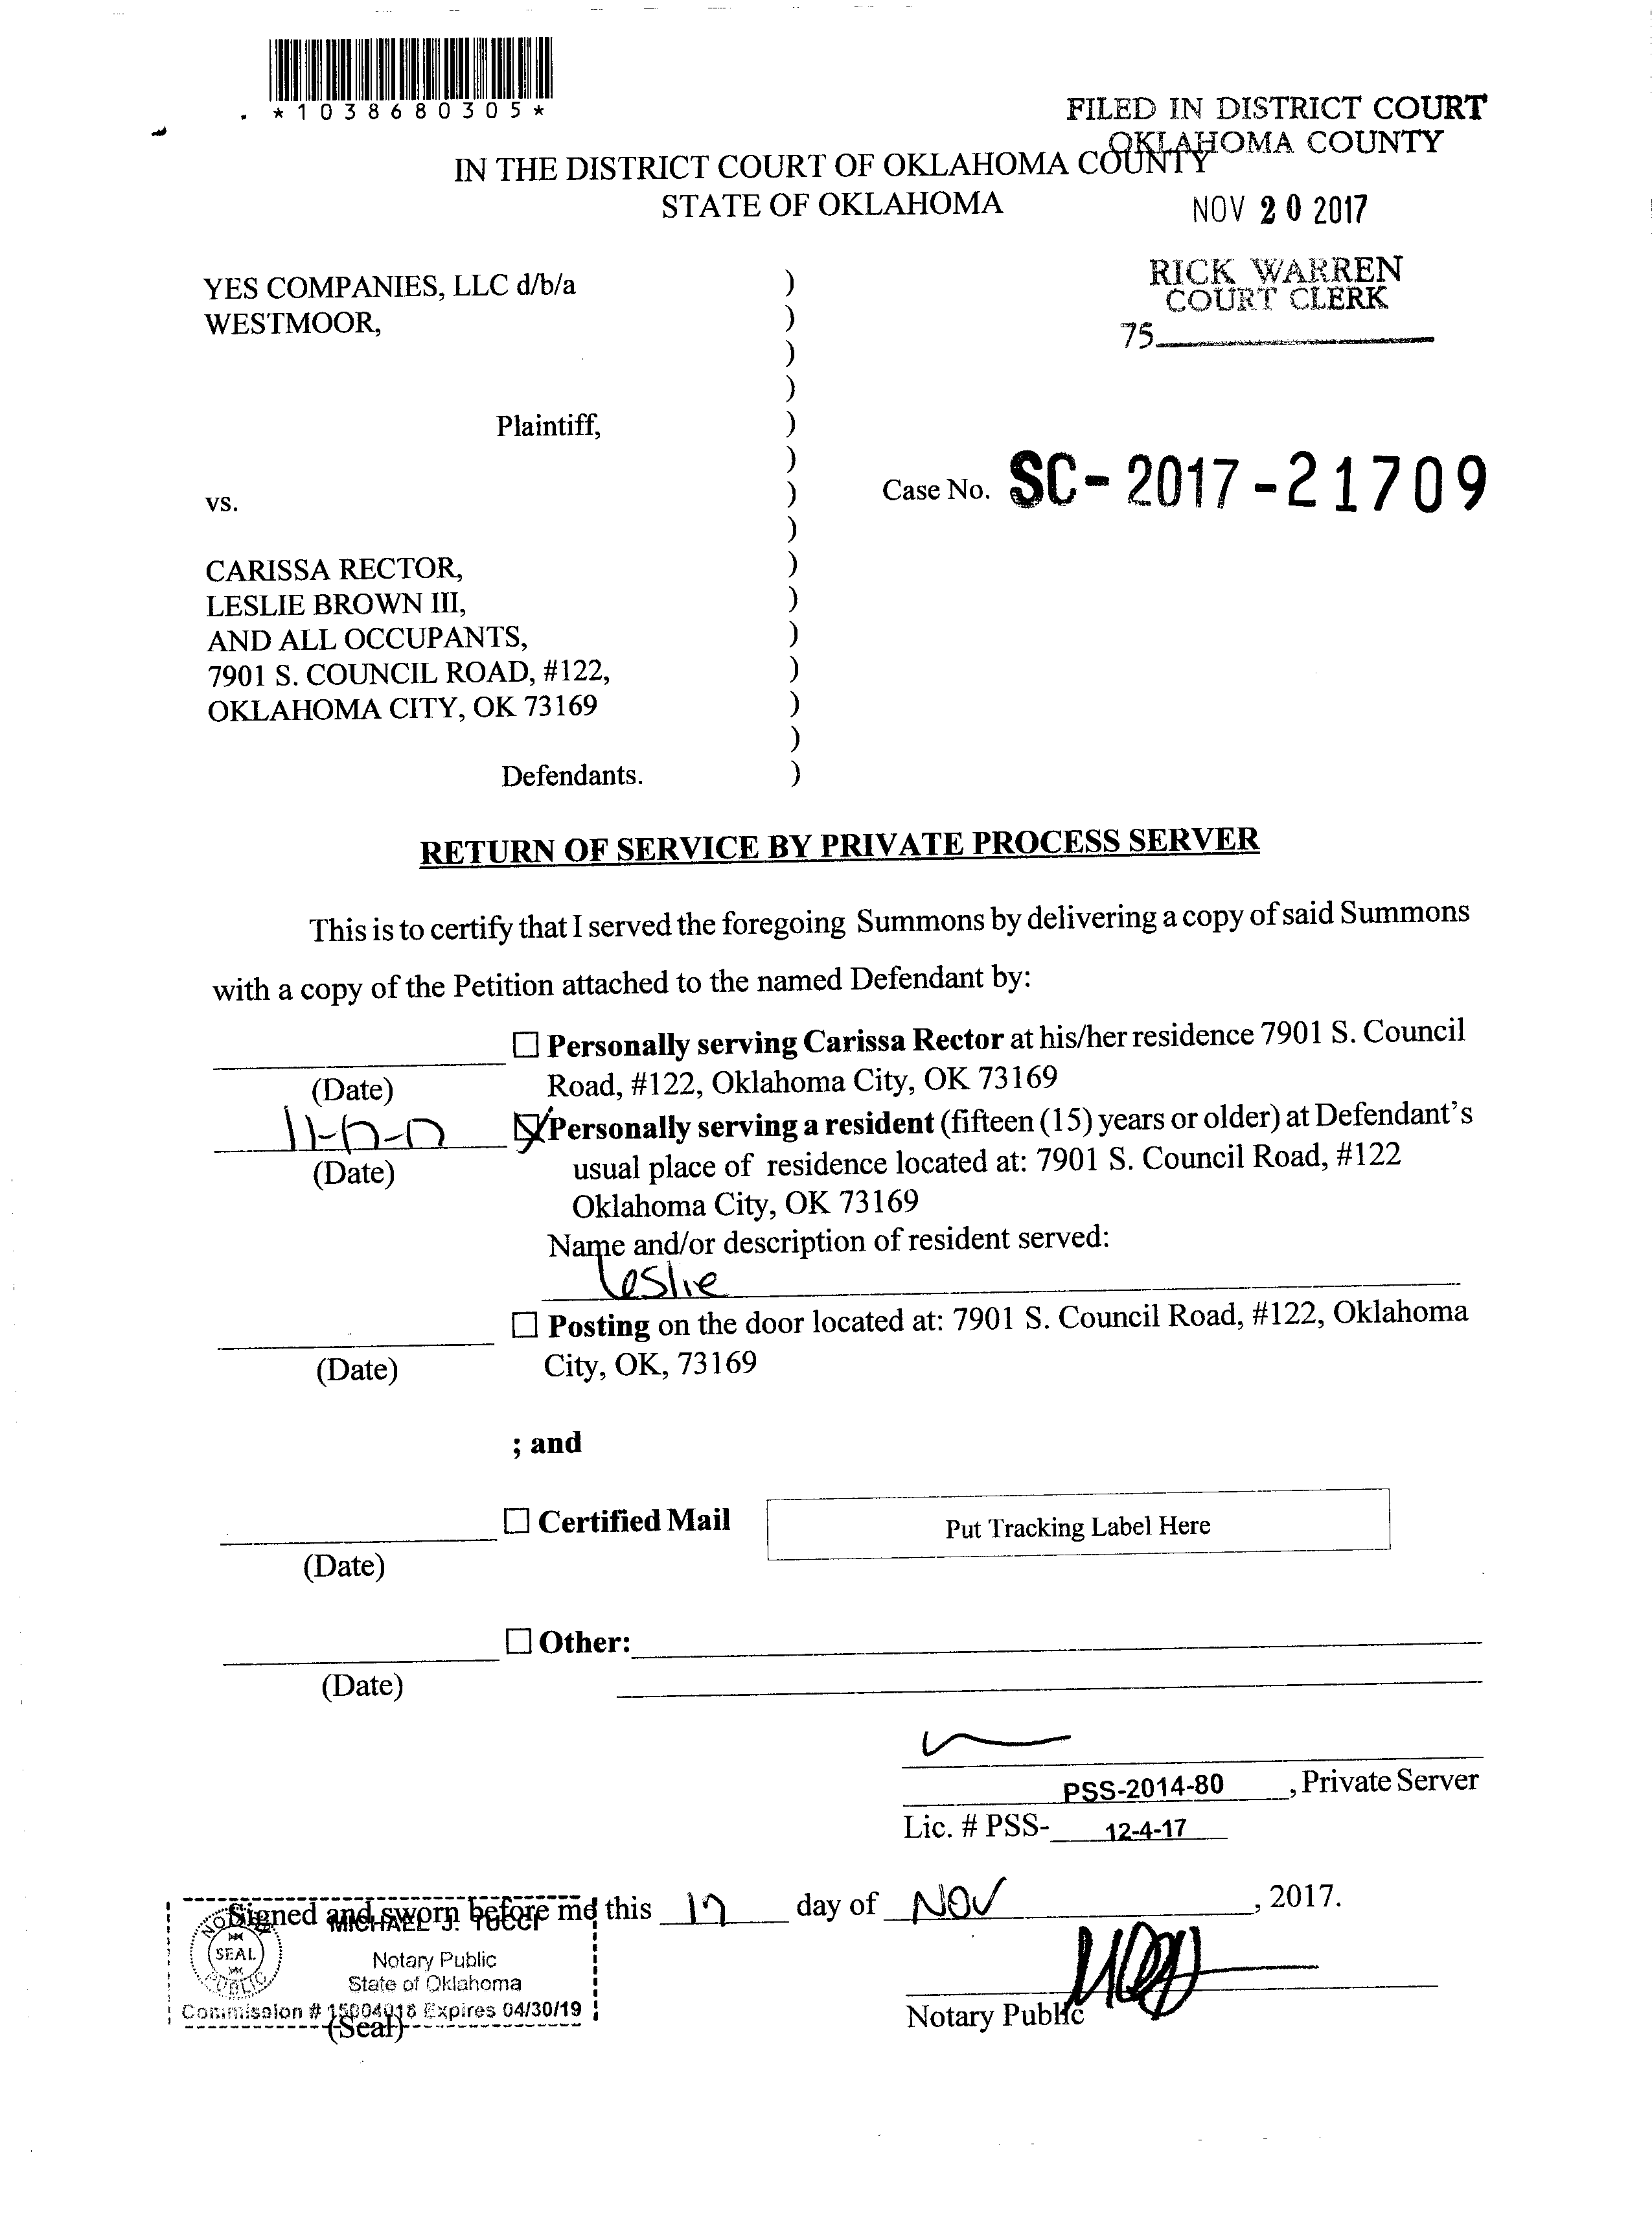 *1038680305*
FILED IN DISTRICT COURT
OKLAHOMA COUNTY
IN THE DISTRICT COURT OF OKLAHOMA COUNTY
STATE OF OKLAHOMA
NOV 20 2017
RICK WARREN
COURT CLERK
75
YES COMPANIES, LLC d/b/a )
WESTMOOR, )
)
)
Plaintiff, )
)
vs. )
Case No. SC-2017-21709
)
CARISSA RECTOR, )
LESLIE BROWN III, )
AND ALL OCCUPANTS, )
7901 S. COUNCIL ROAD, #122, )
OKLAHOMA CITY, OK 73169 )
)
Defendants. )
RETURN OF SERVICE BY PRIVATE PROCESS SERVER
This is to certify that I served the foregoing Summons by delivering a copy of said Summons
with a copy of the Petition attached to the named Defendant by:
☐ Personally serving Carissa Rector at his/her residence 7901 S. Council
(Date) Road, #122, Oklahoma City, OK 73169
11-17-17 Personally serving a resident (fifteen (15) years or older) at Defendant's
(Date) usual place of residence located at: 7901 S. Council Road, #122
Oklahoma City, OK 73169
Name and/or description of resident served:
Leslie
☐ Posting on the door located at: 7901 S. Council Road, #122, Oklahoma
(Date) City, OK, 73169
; and
☐ Certified Mail Put Tracking Label Here
(Date)
☐ Other:
(Date)
PSS-2014-80 , Private Server
Lic. # PSS- 12-4-17
Signed and sworn before me this 17 day of NOV , 2017.
MICHAEL J. TUCCI
NOTARY
SEAL
PUBLIC
Notary Public
State of Oklahoma
Commission # 15004018 Expires 04/30/19
(Seal)
Notary Public